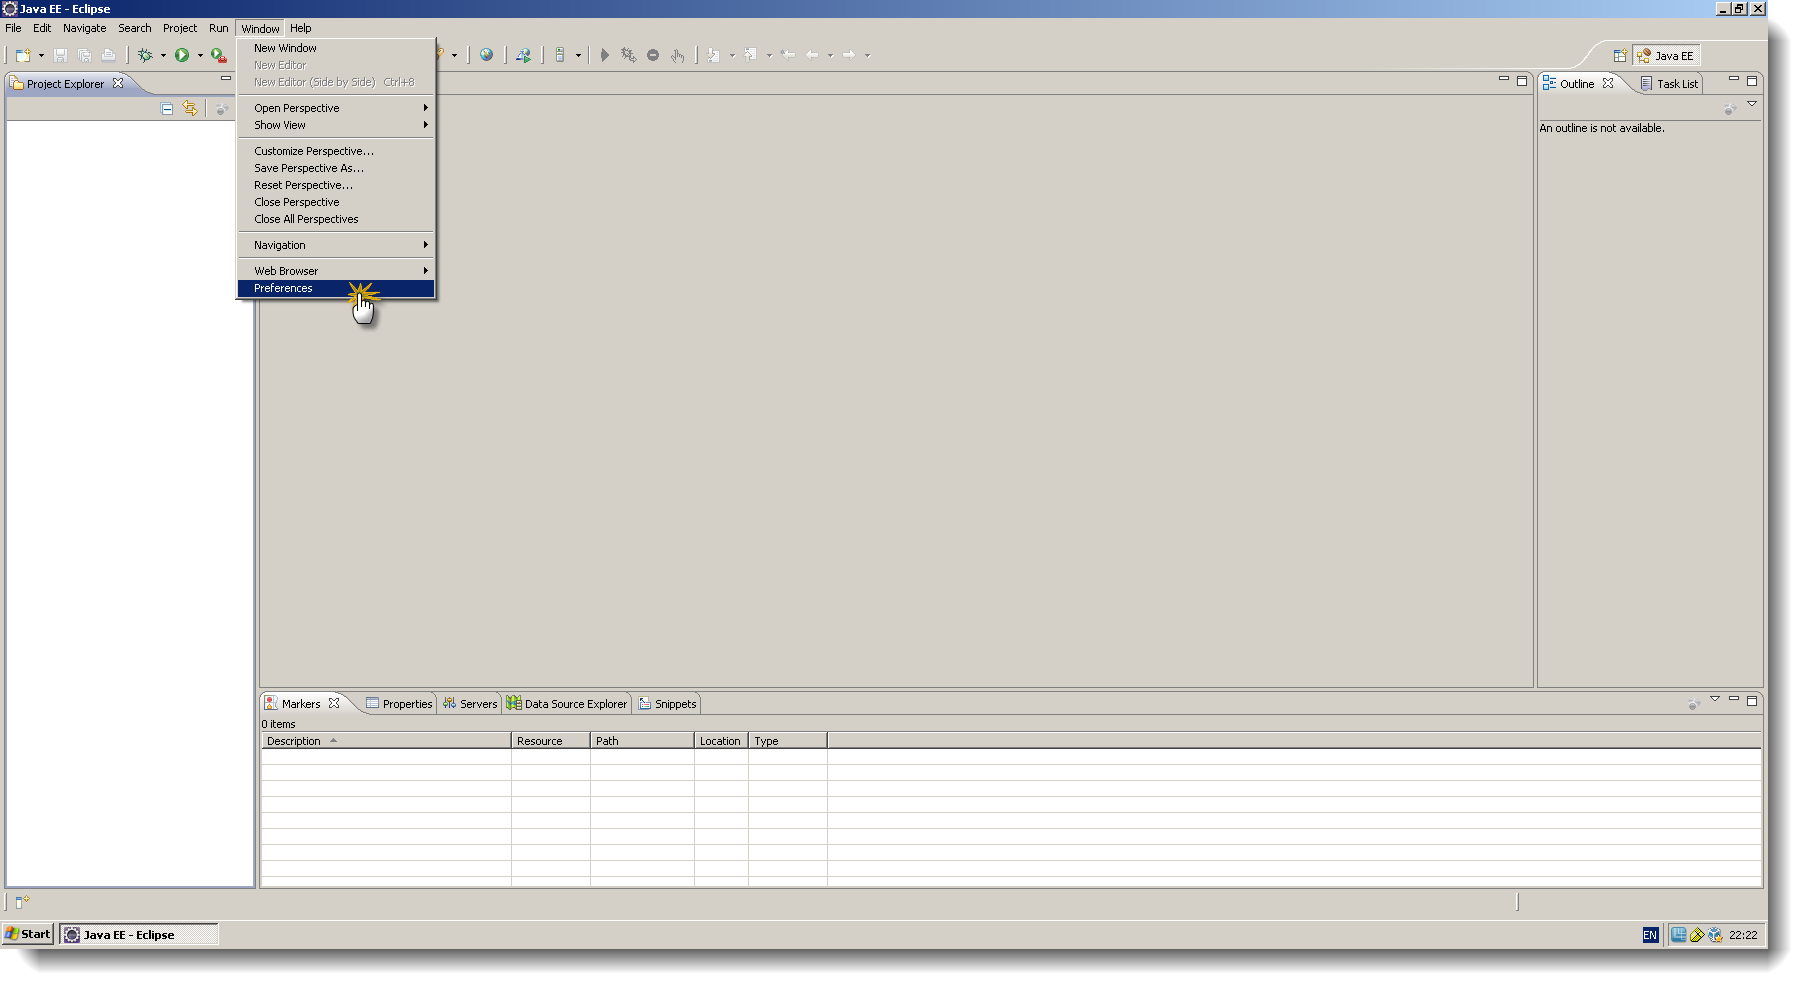 Java EE - Eclipse
File Edit Navigate Search Project Run Window Help
New Window
New Editor
New Editor (Side by Side) Ctrl+8
Open Perspective
Show View
Customize Perspective...
Save Perspective As...
Reset Perspective...
Close Perspective
Close All Perspectives
Navigation
Web Browser
Preferences
Java EE
Project Explorer
Outline Task List
An outline is not available.
Markers Properties Servers Data Source Explorer Snippets
0 items
Description Resource Path Location Type
Start Java EE - Eclipse EN 22:22